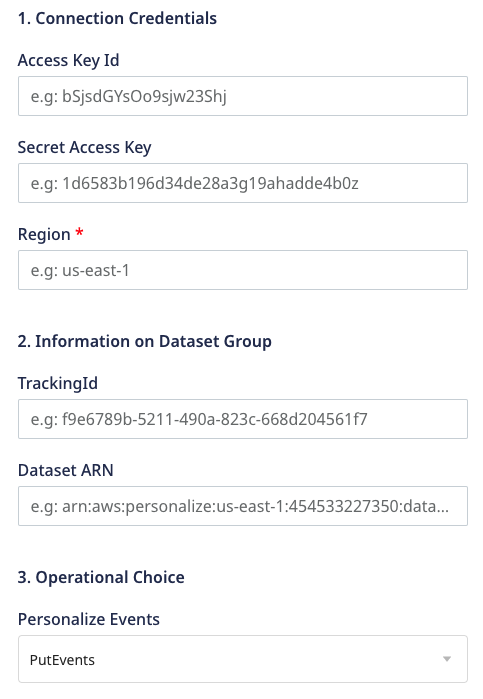 1. Connection Credentials
Access Key Id
e.g: bSjsdGYsOo9sjw23Shj
Secret Access Key
e.g: 1d6583b196d34de28a3g19ahadde4b0z
Region *
e.g: us-east-1
2. Information on Dataset Group
TrackingId
e.g: f9e6789b-5211-490a-823c-668d204561f7
Dataset ARN
e.g: arn:aws:personalize:us-east-1:454533227350:data...
3. Operational Choice
Personalize Events
PutEvents